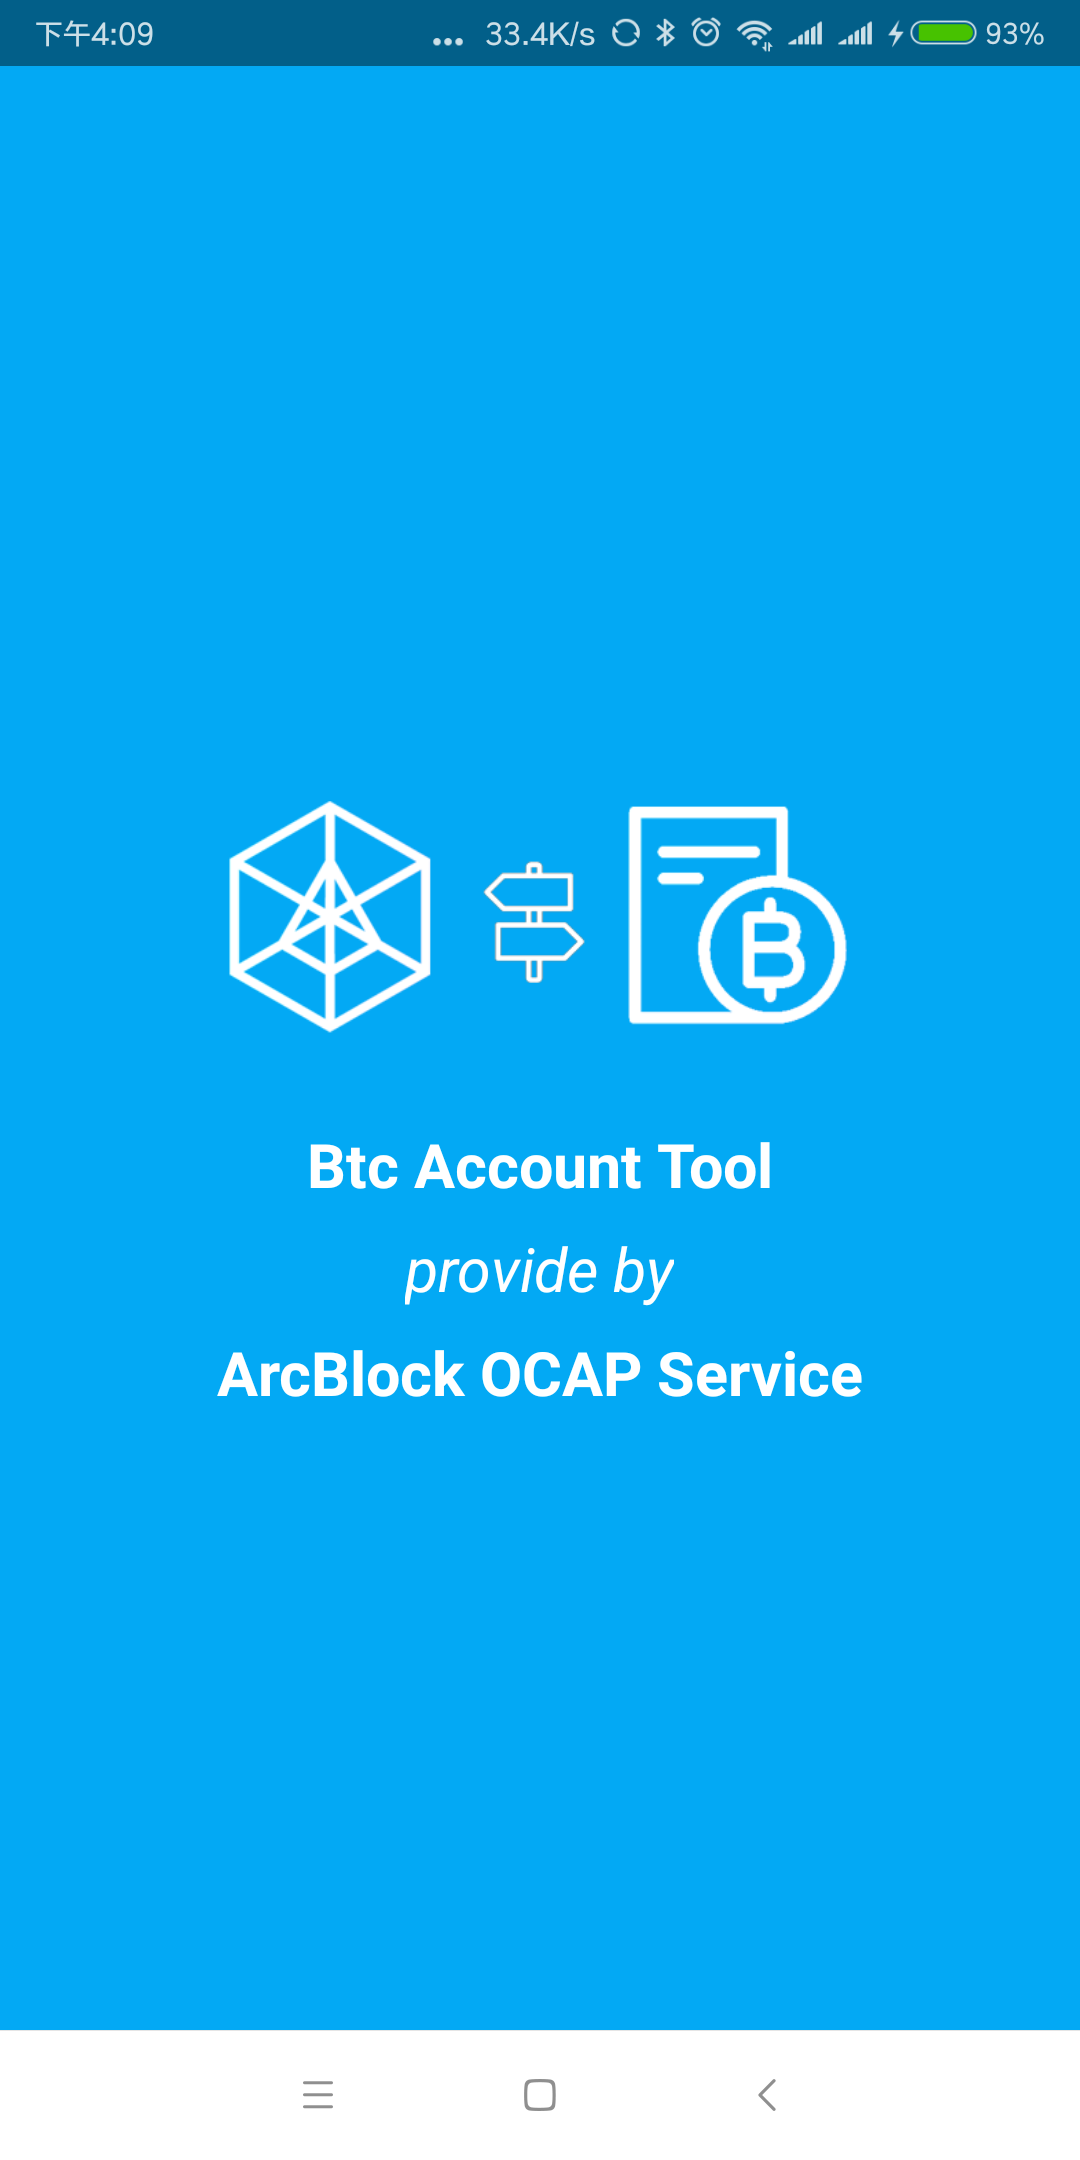 下午4:09 ... 33.4K/s 93%
Btc Account Tool
provide by
ArcBlock OCAP Service